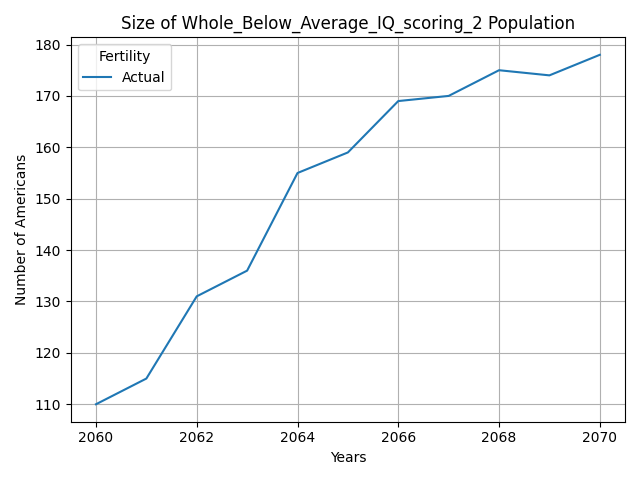 Size of Whole_Below_Average_IQ_scoring_2 Population
Fertility
Actual
Number of Americans
180
170
160
150
140
130
120
110
2060 2062 2064 2066 2068 2070
Years